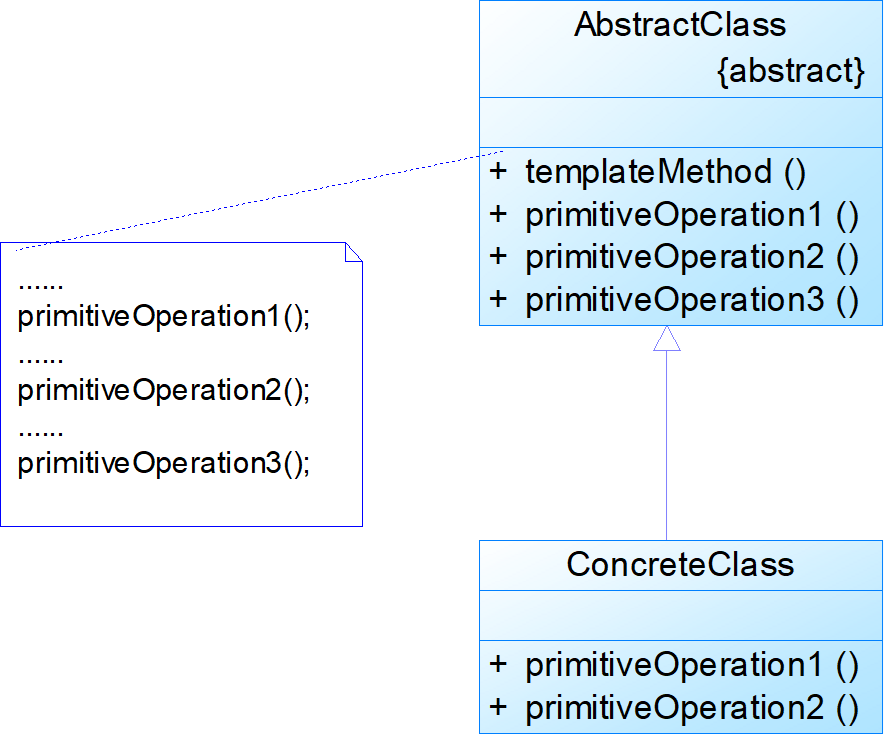 AbstractClass
{abstract}
+ templateMethod ()
+ primitiveOperation1 ()
+ primitiveOperation2 ()
+ primitiveOperation3 ()
......
primitiveOperation1();
......
primitiveOperation2();
......
primitiveOperation3();
ConcreteClass
+ primitiveOperation1 ()
+ primitiveOperation2 ()